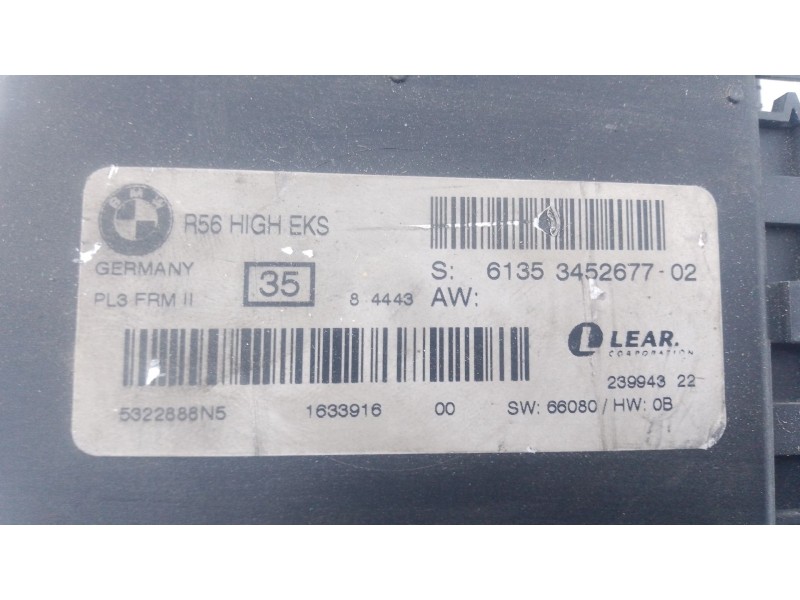 BMW
R56 HIGH EKS
GERMANY
35
PL3 FRM II
8 4443
S: 6135 3452677-02
AW:
LEAR.
CORPORATION
239943 22
5322888N5 1633916 00 SW: 66080 / HW: 0B